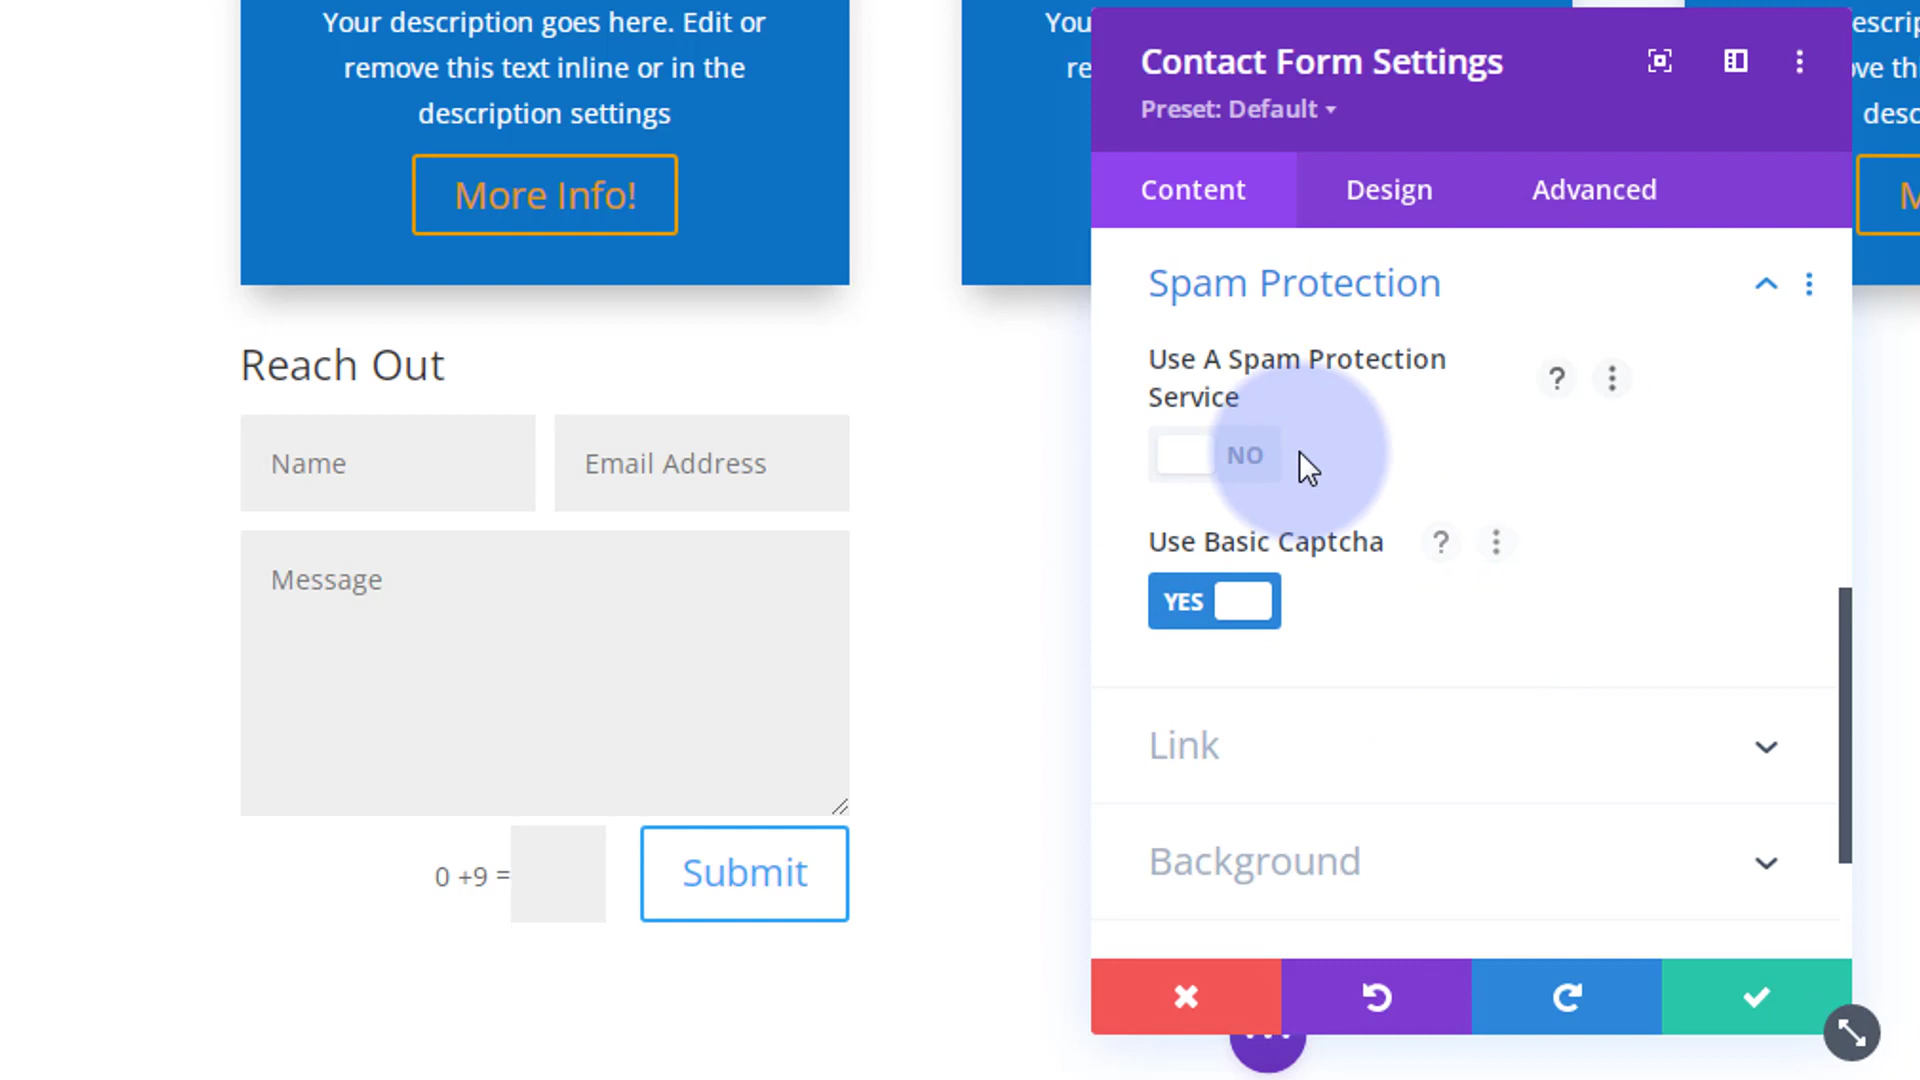 Your description goes here. Edit or
remove this text inline or in the
description settings
More Info!
Reach Out
Name
Email Address
Message
0 +9 =
Submit
Contact Form Settings
Preset: Default
Content
Design
Advanced
Spam Protection
Use A Spam Protection
Service
?
NO
Use Basic Captcha
?
YES
Link
Background